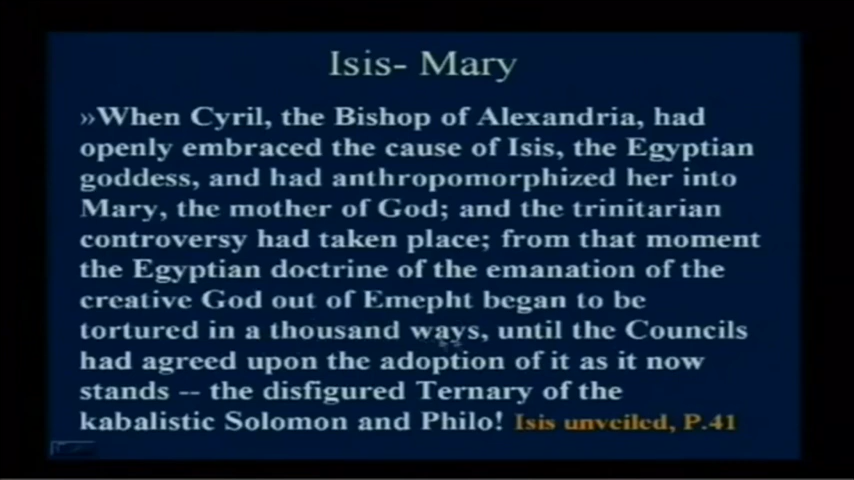 Isis- Mary
»When Cyril, the Bishop of Alexandria, had
openly embraced the cause of Isis, the Egyptian
goddess, and had anthropomorphized her into
Mary, the mother of God; and the trinitarian
controversy had taken place; from that moment
the Egyptian doctrine of the emanation of the
creative God out of Emepht began to be
tortured in a thousand ways, until the Councils
had agreed upon the adoption of it as it now
stands -- the disfigured Ternary of the
kabalistic Solomon and Philo! Isis unveiled, P.41